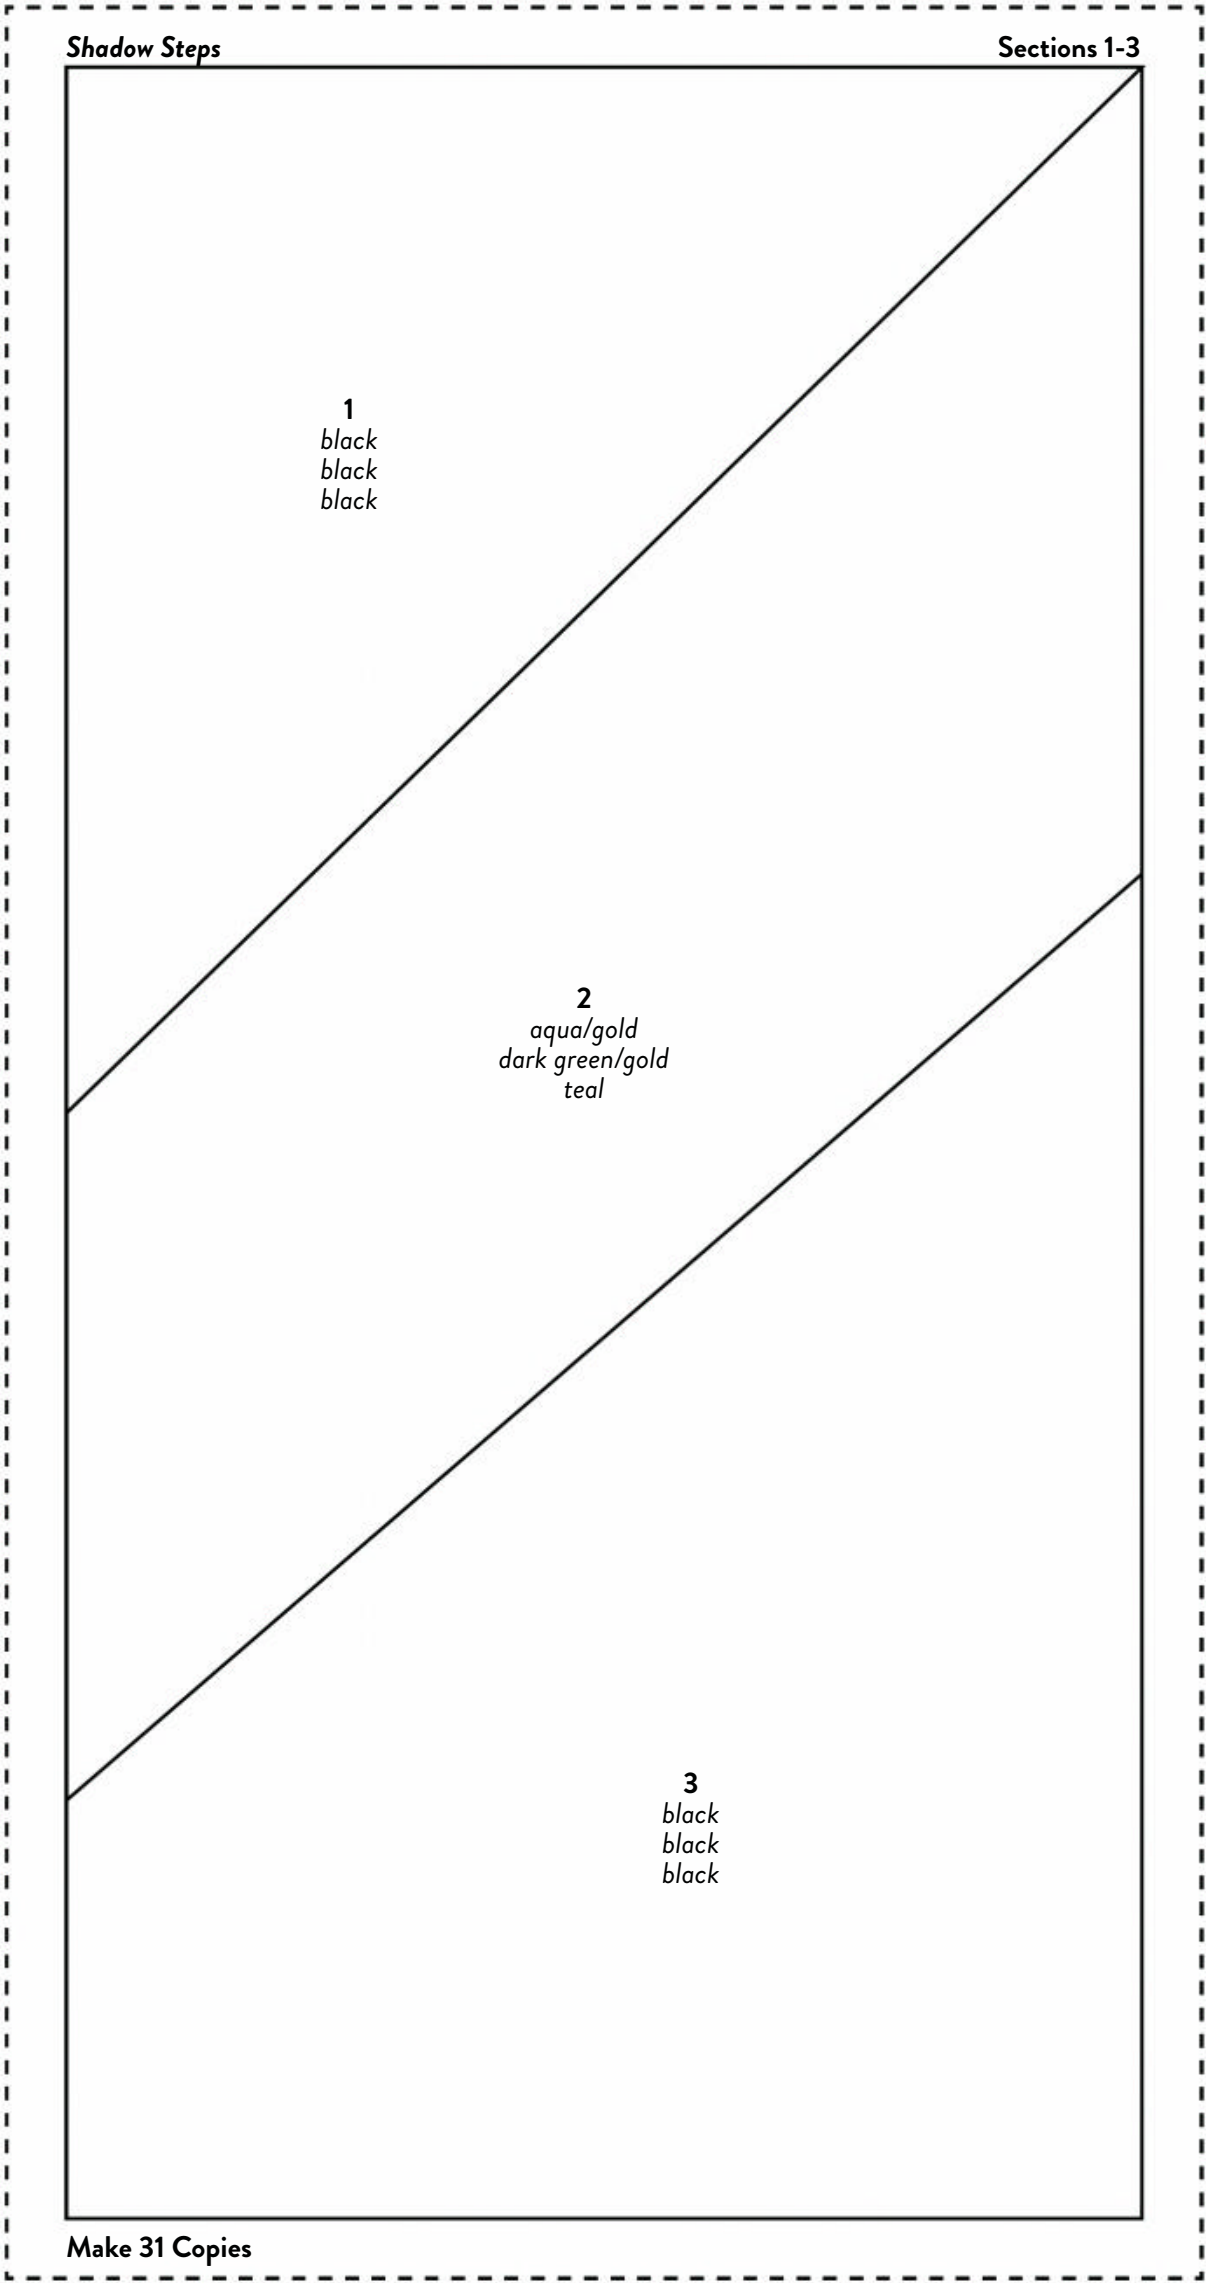 Shadow Steps
Sections 1-3
1
black
black
black
2
aqua/gold
dark green/gold
teal
3
black
black
black
Make 31 Copies